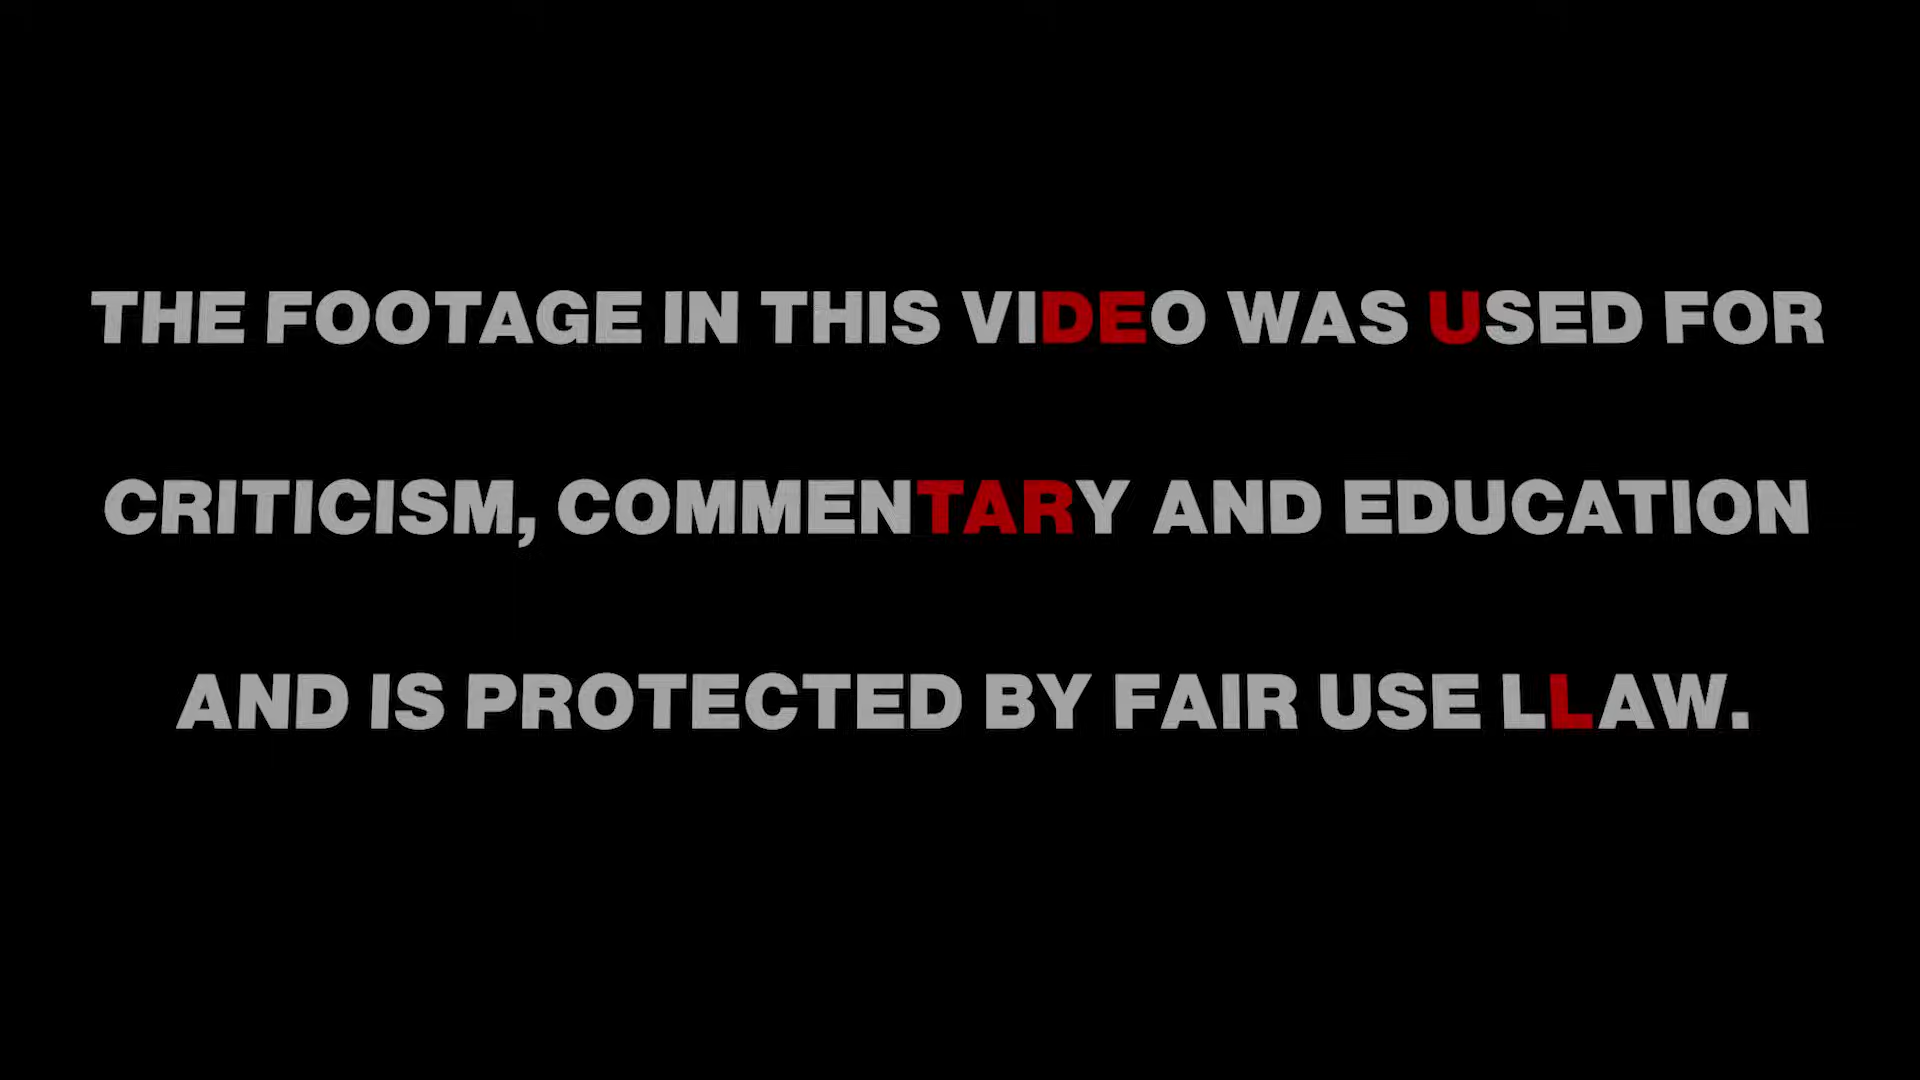 THE FOOTAGE IN THIS VIDEO WAS USED FOR
CRITICISM, COMMENTARY AND EDUCATION
AND IS PROTECTED BY FAIR USE LLAW.